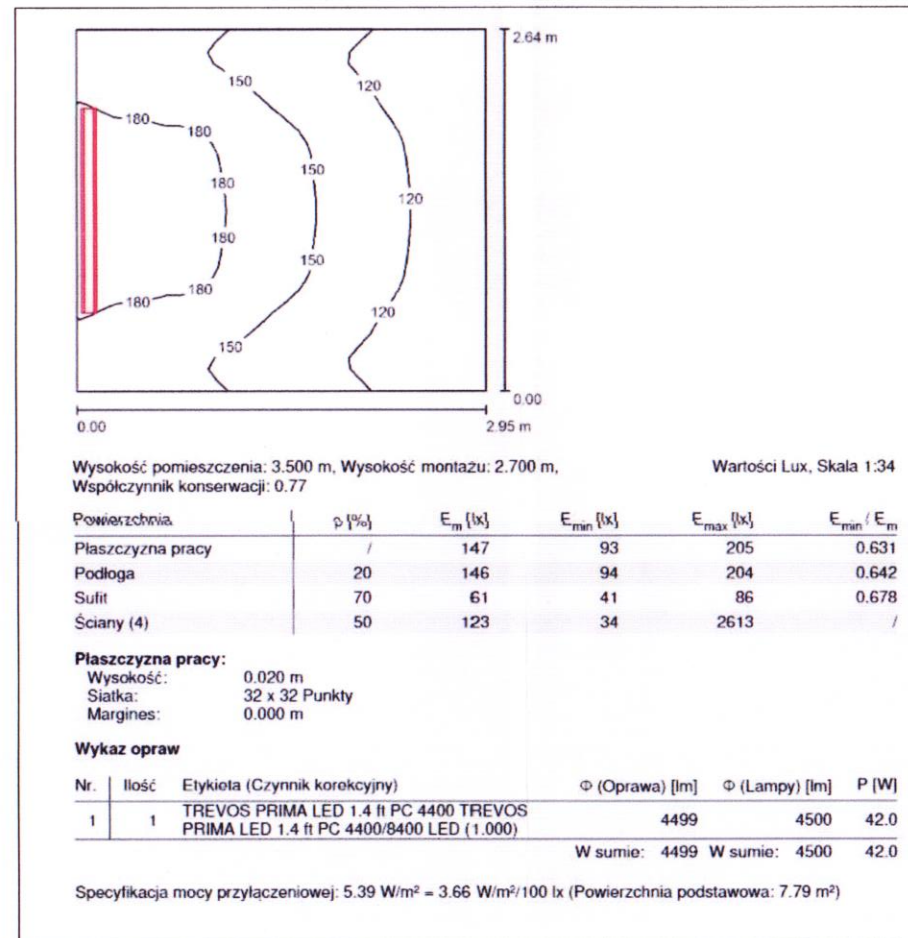 2.64 m
150
120
180
180
150
180
120
180
150
180
180
120
150
0.00
0.00
2.95 m
Wysokość pomieszczenia: 3.500 m, Wysokość montażu: 2.700 m,
Wartości Lux, Skala 1:34
Współczynnik konserwacji: 0.77
Powierzchnia ρ [%] Em [lx] Emin [lx] Emax [lx] Emin / Em
Płaszczyzna pracy / 147 93 205 0.631
Podłoga 20 146 94 204 0.642
Sufit 70 61 41 86 0.678
Ściany (4) 50 123 34 2613 /
Płaszczyzna pracy:
Wysokość: 0.020 m
Siatka: 32 x 32 Punkty
Margines: 0.000 m
Wykaz opraw
Nr. Ilość Etykieta (Czynnik korekcyjny) Φ (Oprawa) [lm] Φ (Lampy) [lm] P [W]
1 1 TREVOS PRIMA LED 1.4 ft PC 4400 TREVOS
PRIMA LED 1.4 ft PC 4400/8400 LED (1.000) 4499 4500 42.0
W sumie: 4499 W sumie: 4500 42.0
Specyfikacja mocy przyłączeniowej: 5.39 W/m² = 3.66 W/m²/100 lx (Powierzchnia podstawowa: 7.79 m²)